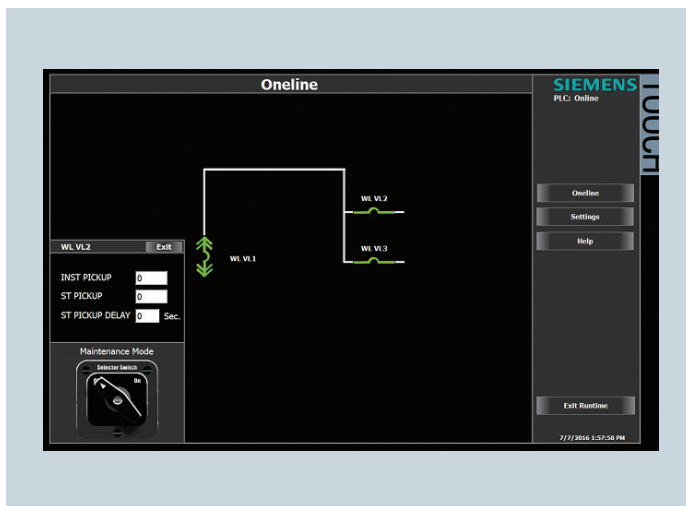 Oneline
SIEMENS
PLC: Online
TOUCH
WL VL2
Oneline
Settings
WL VL3
Help
WL VL1
WL VL2 Exit
INST PICKUP 0
ST PICKUP 0
ST PICKUP DELAY 0 Sec.
Maintenance Mode
Selector Switch
On
Exit Runtime
7/7/2016 1:57:58 PM